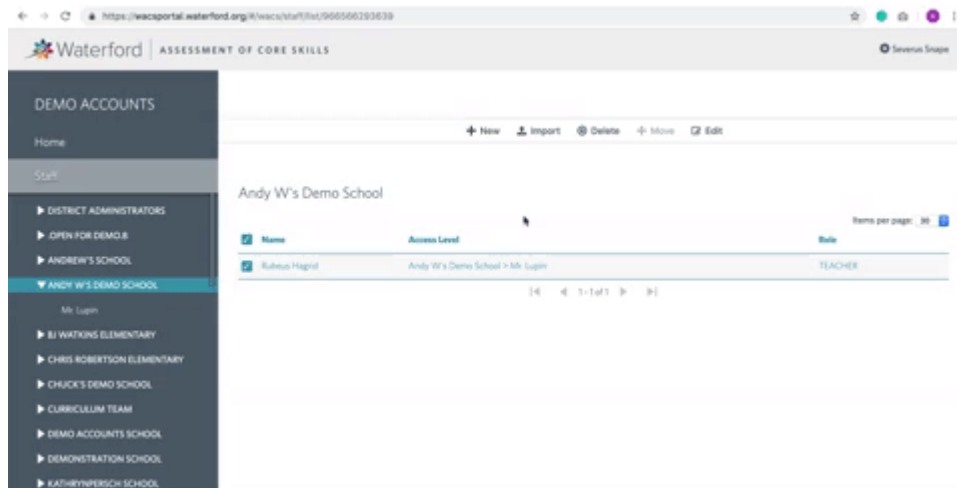 https://wacsportal.waterford.org/#/wacs/staff/list/966566293639
Waterford | ASSESSMENT OF CORE SKILLS
Severus Snape
DEMO ACCOUNTS
New Import Delete Move Edit
Home
Staff
Andy W's Demo School
DISTRICT ADMINISTRATORS
Items per page: 30
.OPEN FOR DEMO.8
Name Access Level Role
ANDREW'S SCHOOL
Rubeus Hagrid Andy W's Demo School > Mr. Lupin TEACHER
ANDY W'S DEMO SCHOOL
1-1 of 1
Mr. Lupin
BJ WATKINS ELEMENTARY
CHRIS ROBERTSON ELEMENTARY
CHUCK'S DEMO SCHOOL
CURRICULUM TEAM
DEMO ACCOUNTS SCHOOL
DEMONSTRATION SCHOOL
KATHRYNPERSCH SCHOOL